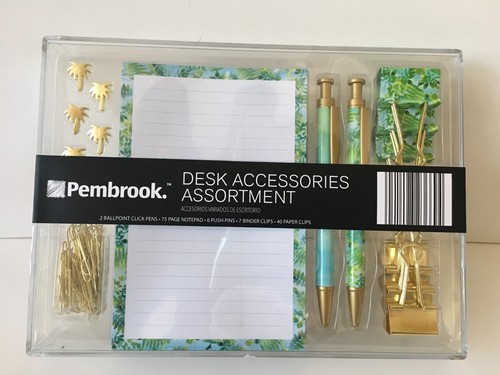 Pembrook.™
DESK ACCESSORIES
ASSORTMENT
ACCESORIOS VARIADOS DE ESCRITORIO
2 BALLPOINT CLICK PENS • 75 PAGE NOTEPAD • 6 PUSH PINS • 7 BINDER CLIPS • 40 PAPER CLIPS